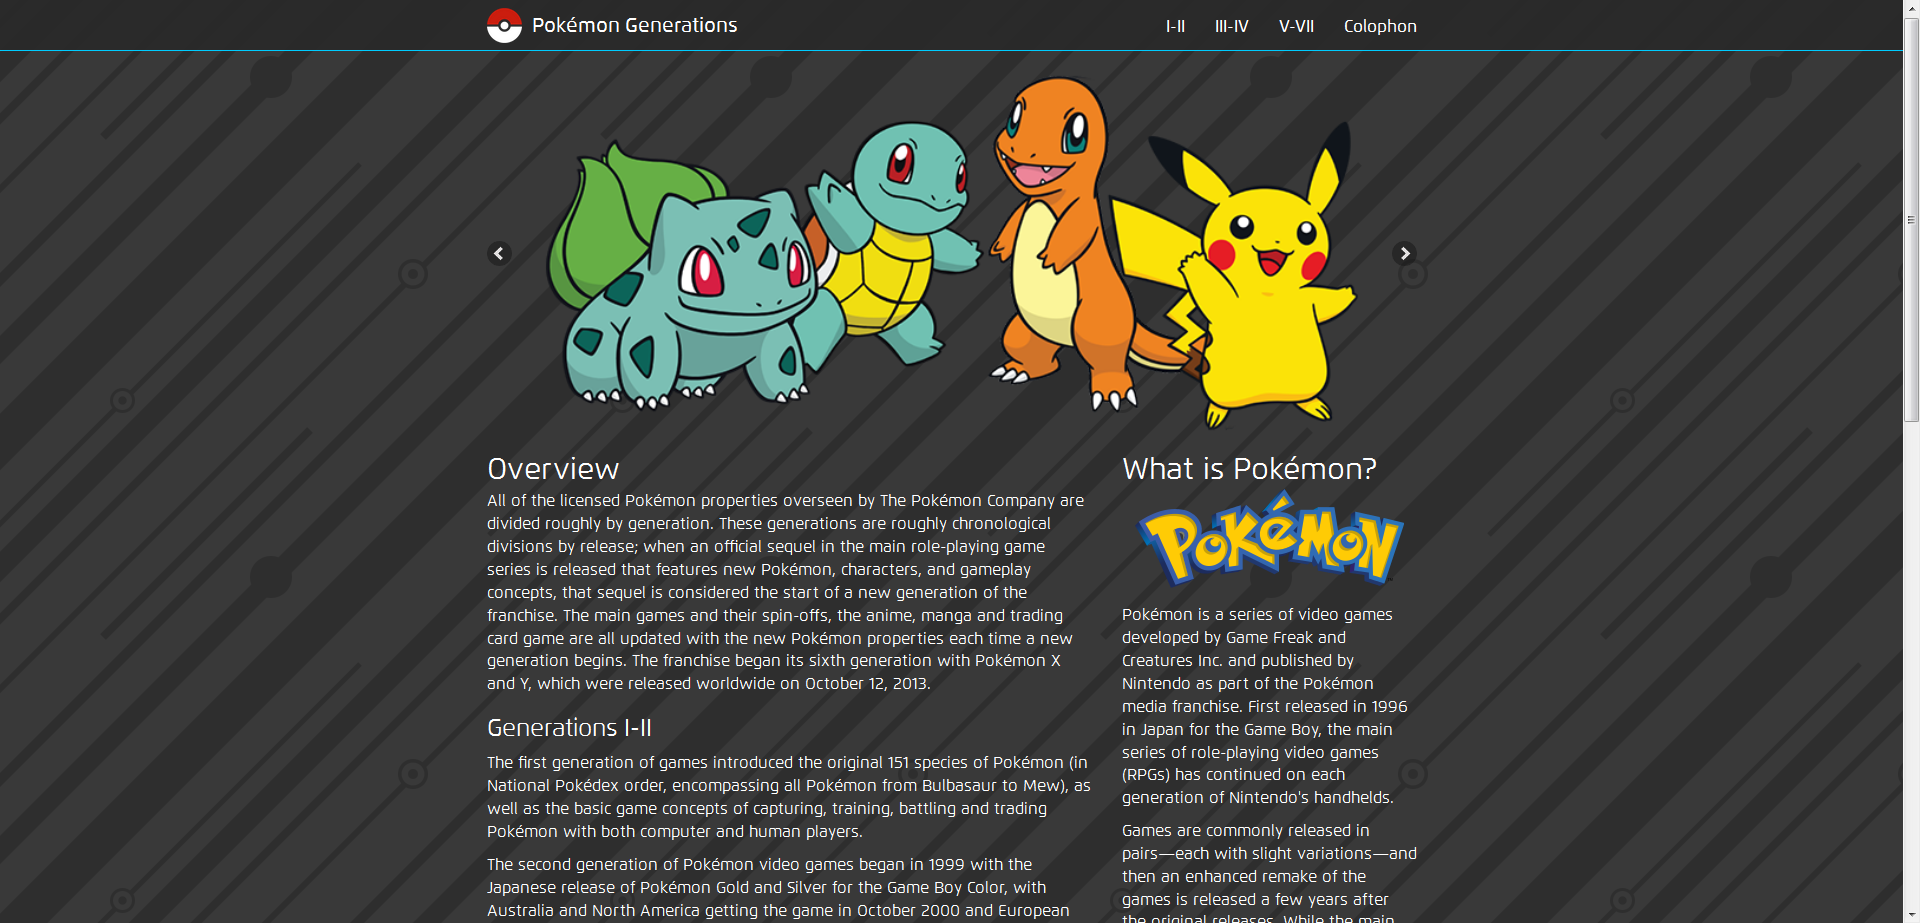 Pokémon Generations
I-II
III-IV
V-VII
Colophon
Overview
All of the licensed Pokémon properties overseen by The Pokémon Company are
divided roughly by generation. These generations are roughly chronological
divisions by release; when an official sequel in the main role-playing game
series is released that features new Pokémon, characters, and gameplay
concepts, that sequel is considered the start of a new generation of the
franchise. The main games and their spin-offs, the anime, manga and trading
card game are all updated with the new Pokémon properties each time a new
generation begins. The franchise began its sixth generation with Pokémon X
and Y, which were released worldwide on October 12, 2013.
Generations I-II
The first generation of games introduced the original 151 species of Pokémon (in
National Pokédex order, encompassing all Pokémon from Bulbasaur to Mew), as
well as the basic game concepts of capturing, training, battling and trading
Pokémon with both computer and human players.
The second generation of Pokémon video games began in 1999 with the
Japanese release of Pokémon Gold and Silver for the Game Boy Color, with
Australia and North America getting the game in October 2000 and European
What is Pokémon?
POKéMON
Pokémon is a series of video games
developed by Game Freak and
Creatures Inc. and published by
Nintendo as part of the Pokémon
media franchise. First released in 1996
in Japan for the Game Boy, the main
series of role-playing video games
(RPGs) has continued on each
generation of Nintendo's handhelds.
Games are commonly released in
pairs—each with slight variations—and
then an enhanced remake of the
games is released a few years after
the original releases. While the main